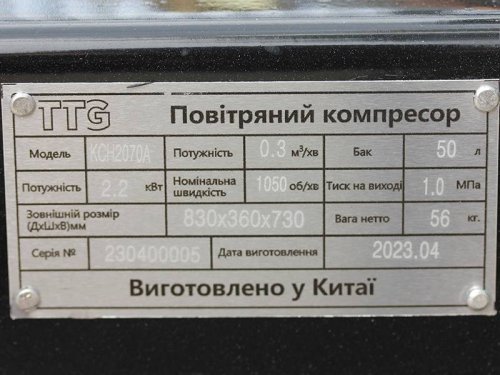 TTG Повітряний компресор
Модель KCH2070A Потужність 0.3 м³/хв Бак 50 л
Потужність 2.2 кВт Номінальна швидкість 1050 об/хв Тиск на виході 1.0 МПа
Зовнішній розмір (ДхШхВ)мм 830x360x730 Вага нетто 56 кг.
Серія № 230400005 Дата виготовлення 2023.04
Виготовлено у Китаї